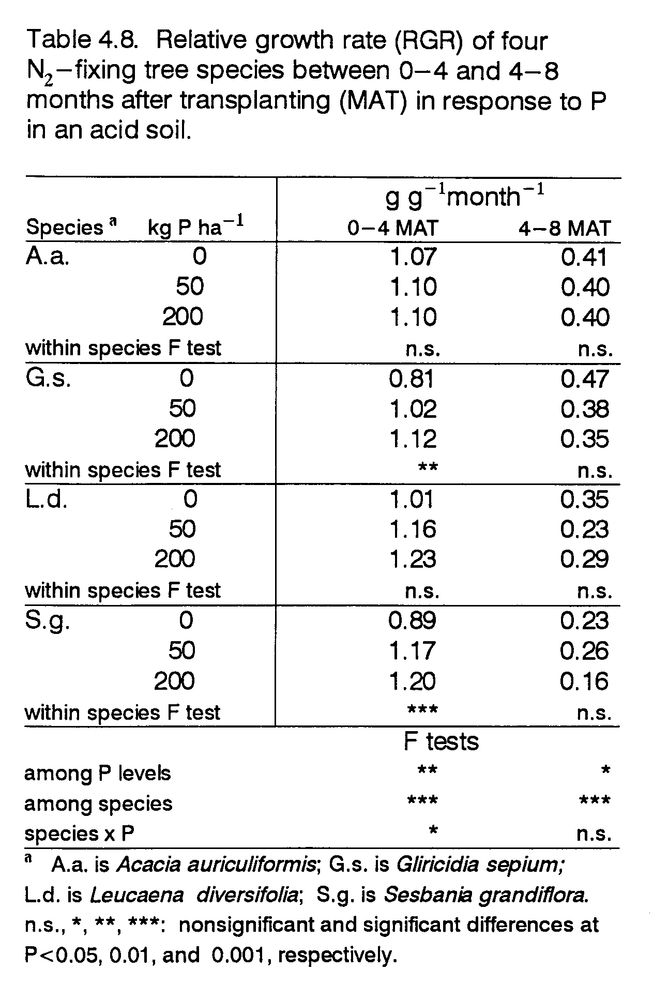 Table 4.8. Relative growth rate (RGR) of four
N₂–fixing tree species between 0–4 and 4–8
months after transplanting (MAT) in response to P
in an acid soil.
g g⁻¹month⁻¹
Species ᵃ kg P ha⁻¹ 0–4 MAT 4–8 MAT
A.a. 0 1.07 0.41
50 1.10 0.40
200 1.10 0.40
within species F test n.s. n.s.
G.s. 0 0.81 0.47
50 1.02 0.38
200 1.12 0.35
within species F test ** n.s.
L.d. 0 1.01 0.35
50 1.16 0.23
200 1.23 0.29
within species F test n.s. n.s.
S.g. 0 0.89 0.23
50 1.17 0.26
200 1.20 0.16
within species F test *** n.s.
F tests
among P levels ** *
among species *** ***
species x P * n.s.
ᵃ A.a. is Acacia auriculiformis; G.s. is Gliricidia sepium;
L.d. is Leucaena diversifolia; S.g. is Sesbania grandiflora.
n.s., *, **, ***: nonsignificant and significant differences at
P<0.05, 0.01, and 0.001, respectively.